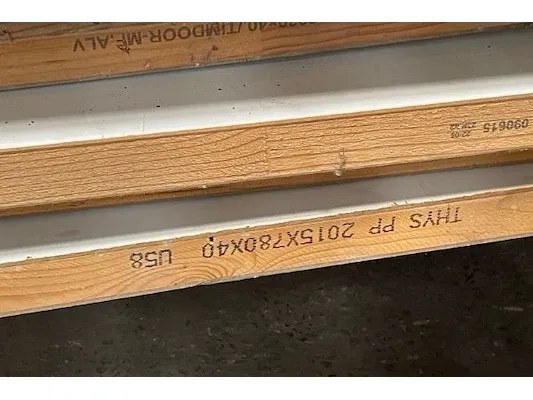 /TIMDOOR-MF.ALV
090615
THYS PP 2015X780X40 U58